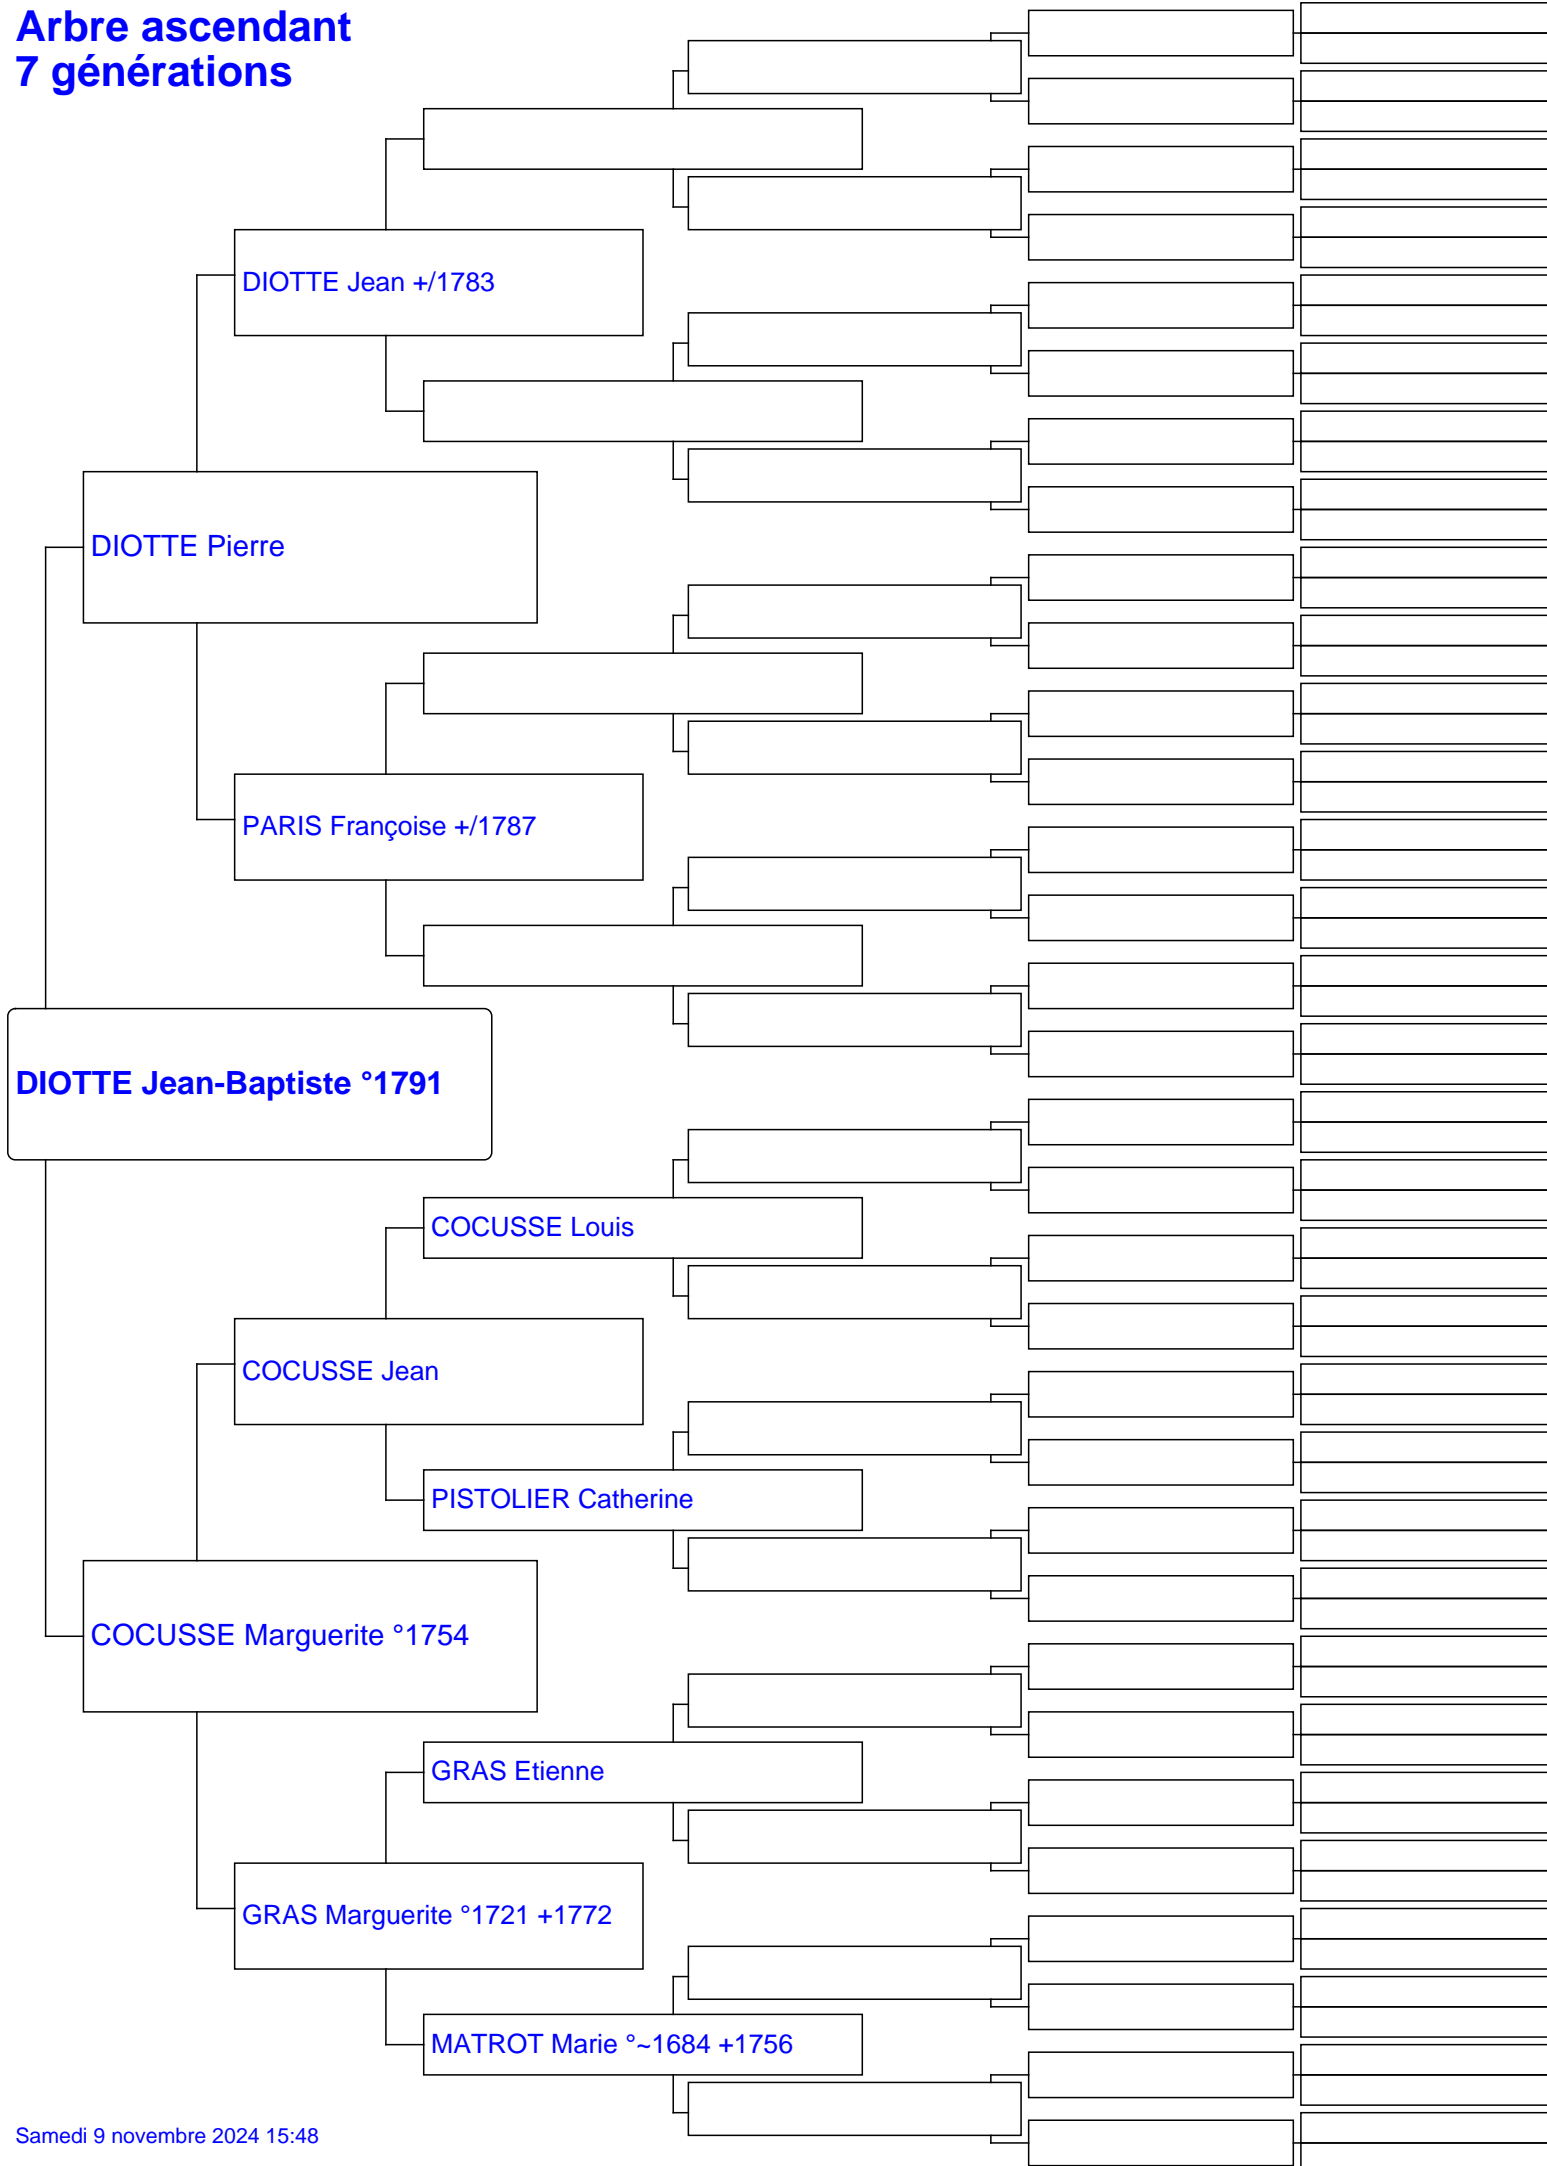 Arbre ascendant
7 générations
DIOTTE Jean +/1783
DIOTTE Pierre
PARIS Françoise +/1787
DIOTTE Jean-Baptiste °1791
COCUSSE Louis
COCUSSE Jean
PISTOLIER Catherine
COCUSSE Marguerite °1754
GRAS Etienne
GRAS Marguerite °1721 +1772
MATROT Marie °~1684 +1756
Samedi 9 novembre 2024 15:48